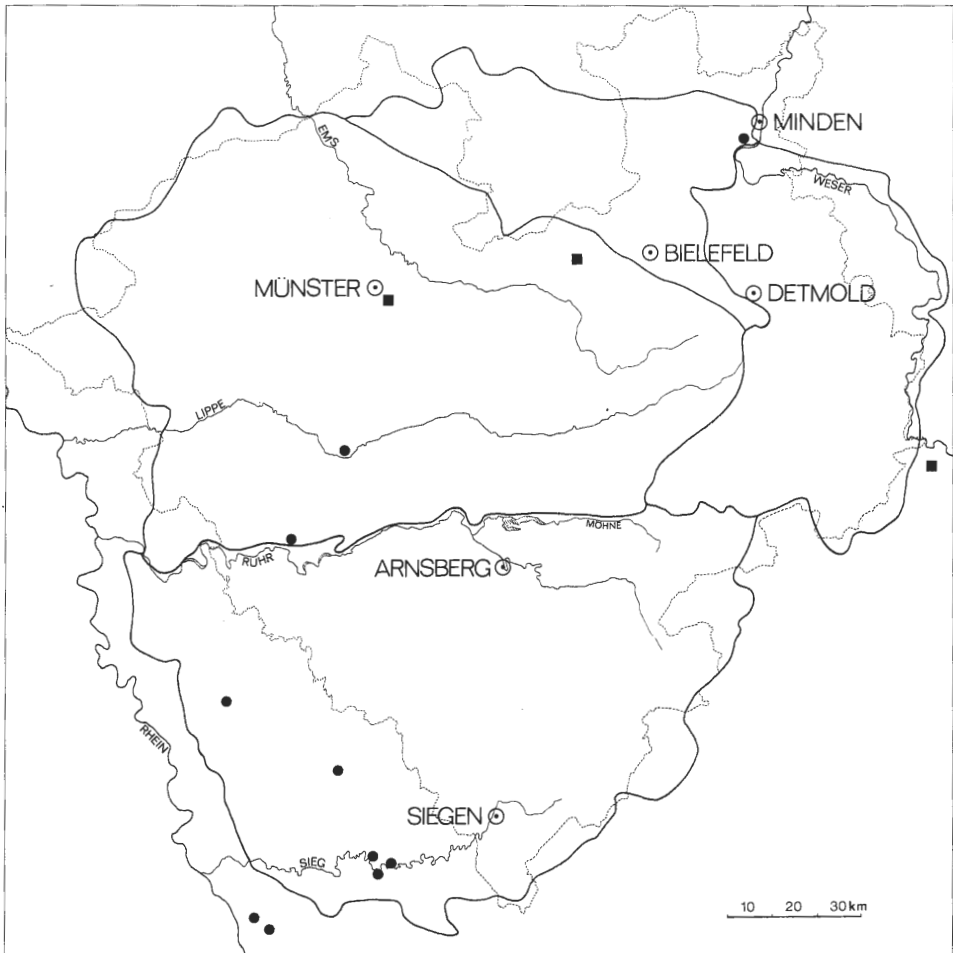 EMS
MINDEN
WESER
BIELEFELD
MÜNSTER
DETMOLD
LIPPE
MÖHNE
RUHR
ARNSBERG
RHEIN
SIEGEN
SIEG
10 20 30 km